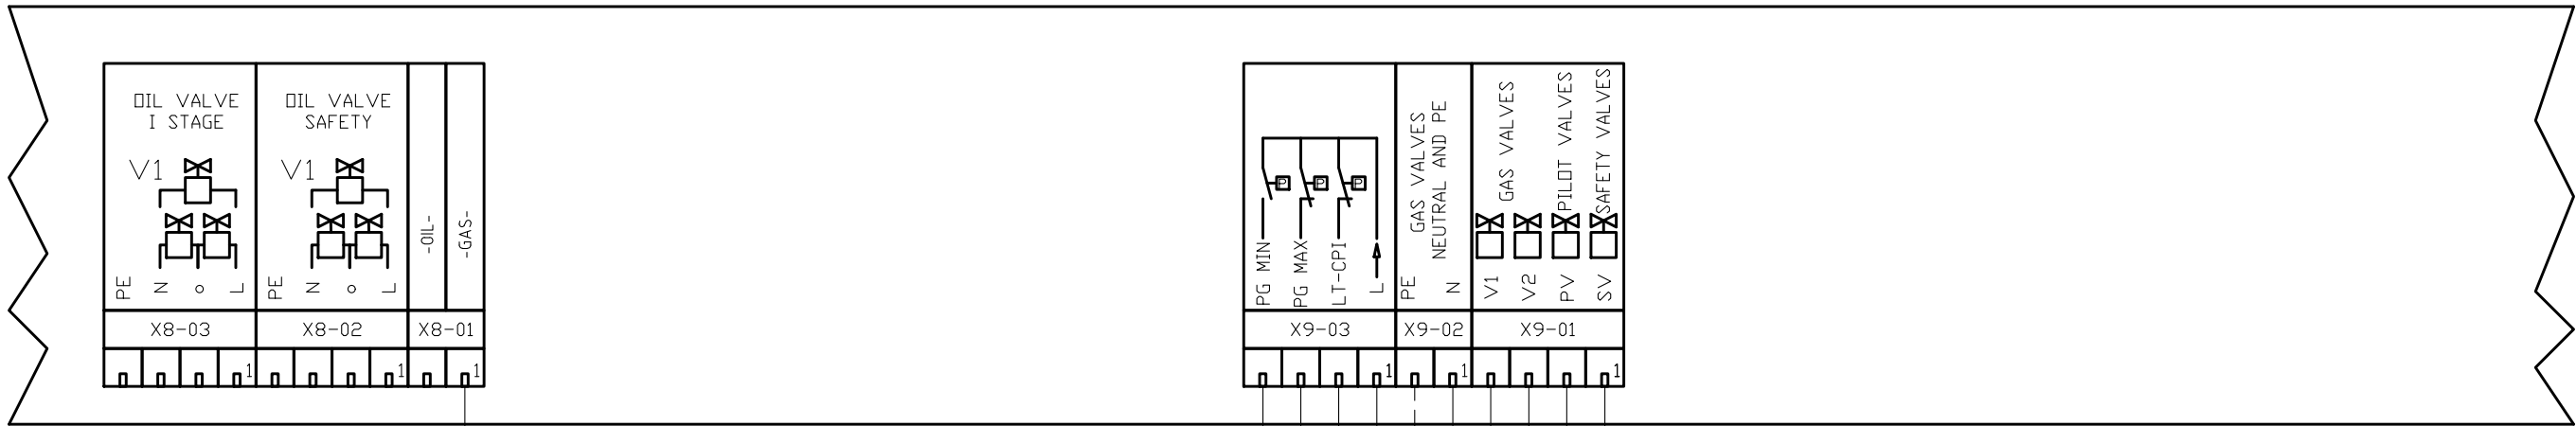 OIL VALVE
I STAGE
V1
PE N o L
X8-03
1
OIL VALVE
SAFETY
V1
PE N o L
X8-02
1
-OIL-
-GAS-
X8-01
1
P P P
PG MIN
PG MAX
LT-CPI
L
X9-03
1
GAS VALVES
NEUTRAL AND PE
PE
N
X9-02
1
GAS VALVES
PILOT VALVES
SAFETY VALVES
V1
V2
PV
SV
X9-01
1